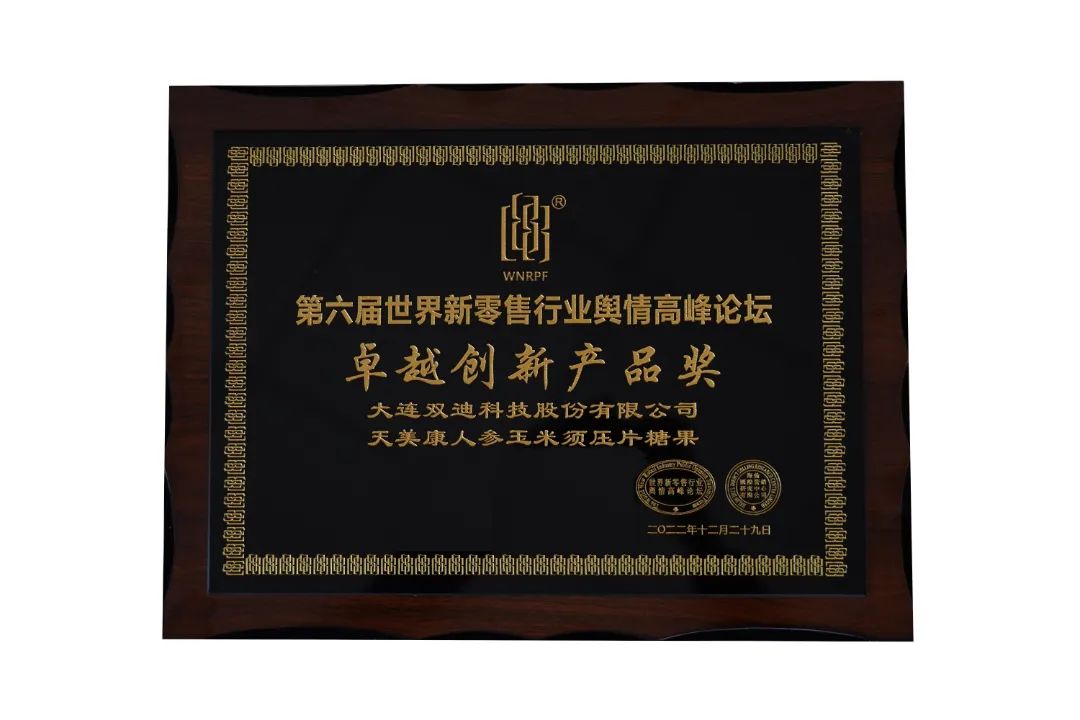 ®
WNRPF
第六届世界新零售行业舆情高峰论坛
卓越创新产品奖
大连双迪科技股份有限公司
天美康人参玉米须压片糖果
世界新零售行业
舆情高峰论坛
二〇二二年十二月二十九日